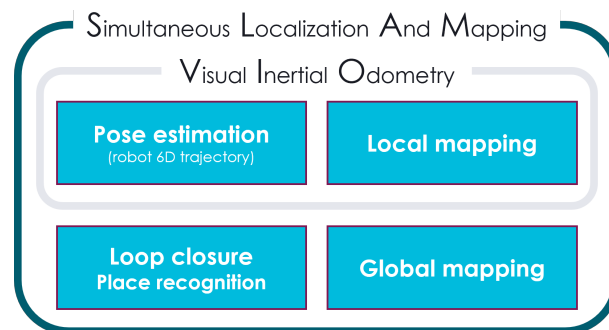 Simultaneous Localization And Mapping
Visual Inertial Odometry
Pose estimation
(robot 6D trajectory)
Local mapping
Loop closure
Place recognition
Global mapping